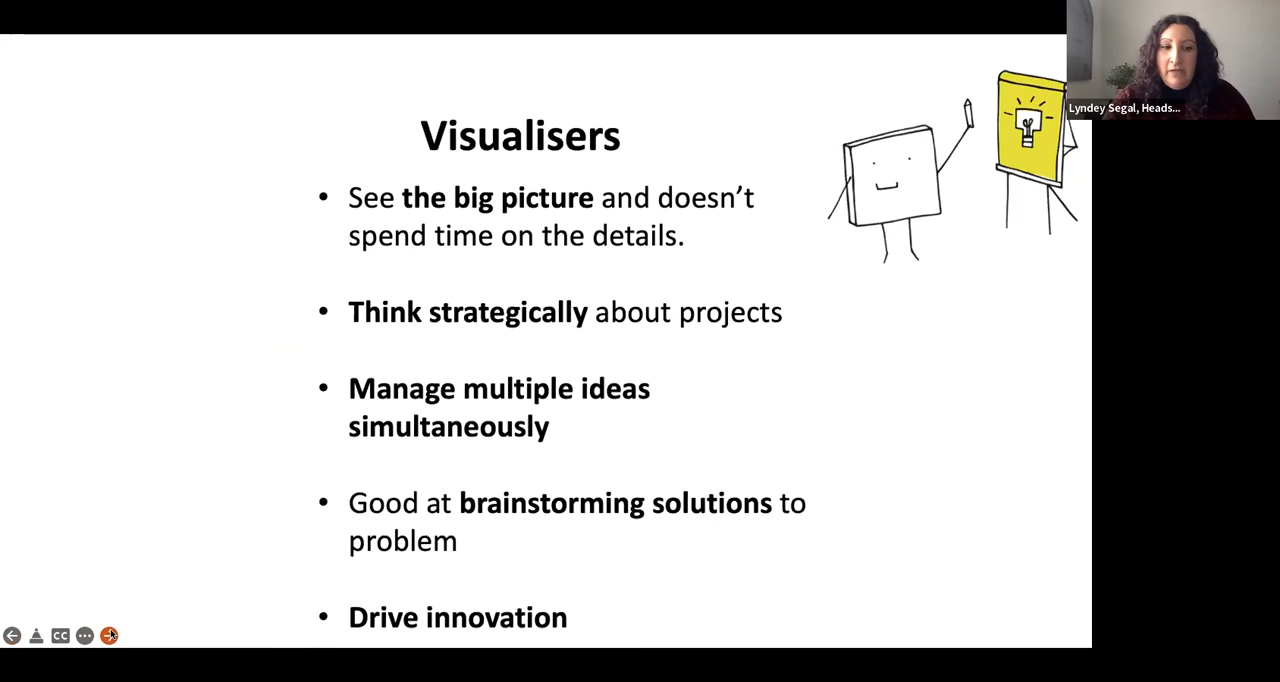 Visualisers
• See the big picture and doesn’t
spend time on the details.
• Think strategically about projects
• Manage multiple ideas
simultaneously
• Good at brainstorming solutions to
problem
• Drive innovation
Lyndey Segal, Heads...
CC